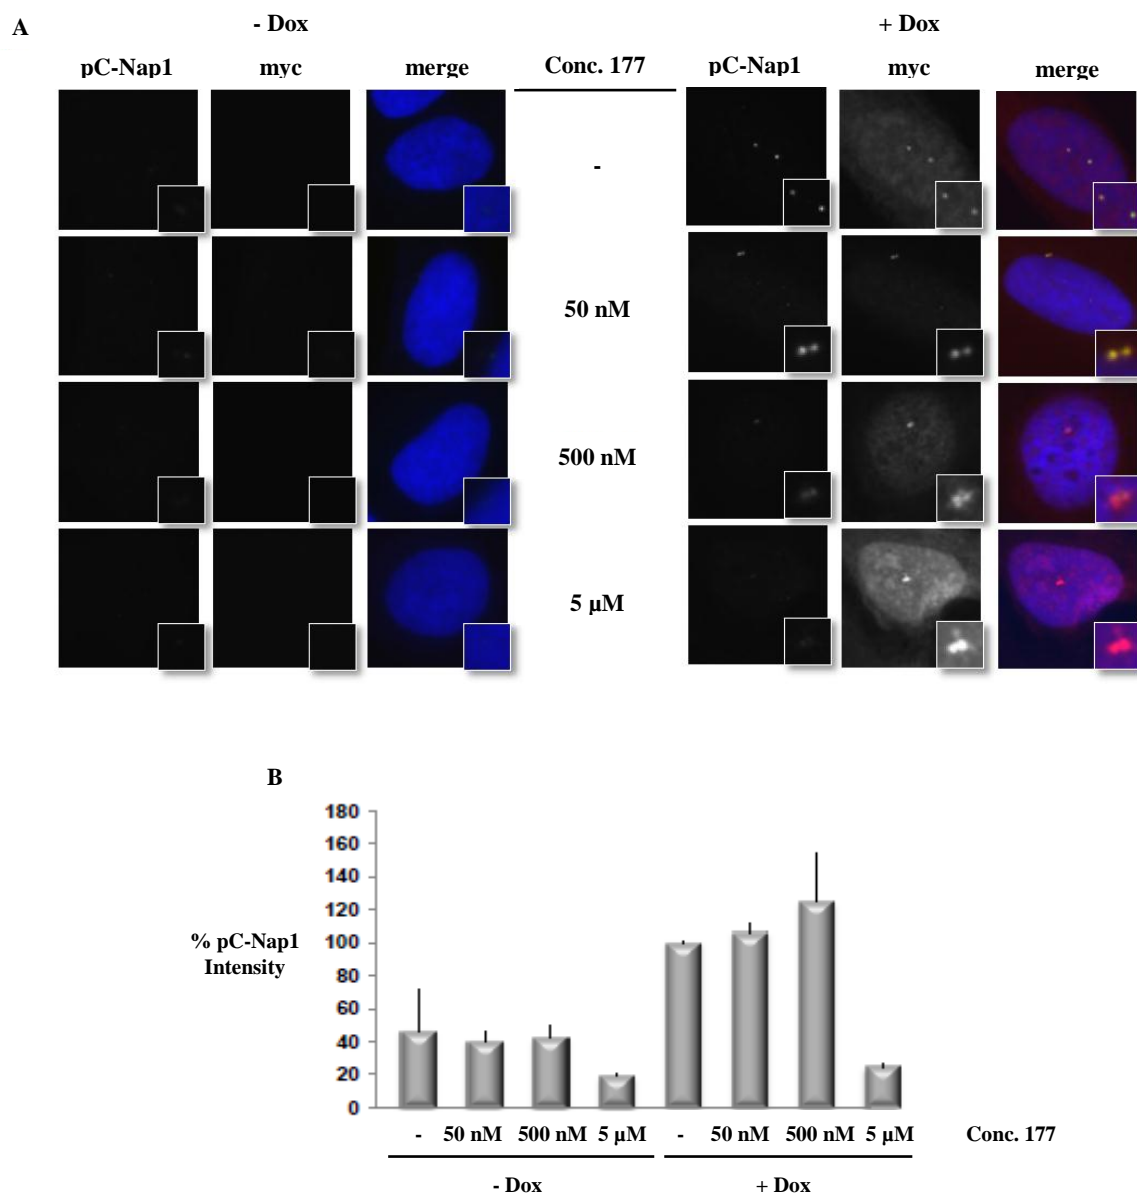 A
- Dox
+ Dox
pC-Nap1 myc merge Conc. 177 pC-Nap1 myc merge
-
50 nM
500 nM
5 µM
B
180
160
140
120
100
80
60
40
20
0
% pC-Nap1
Intensity
- 50 nM 500 nM 5 µM - 50 nM 500 nM 5 µM Conc. 177
- Dox + Dox